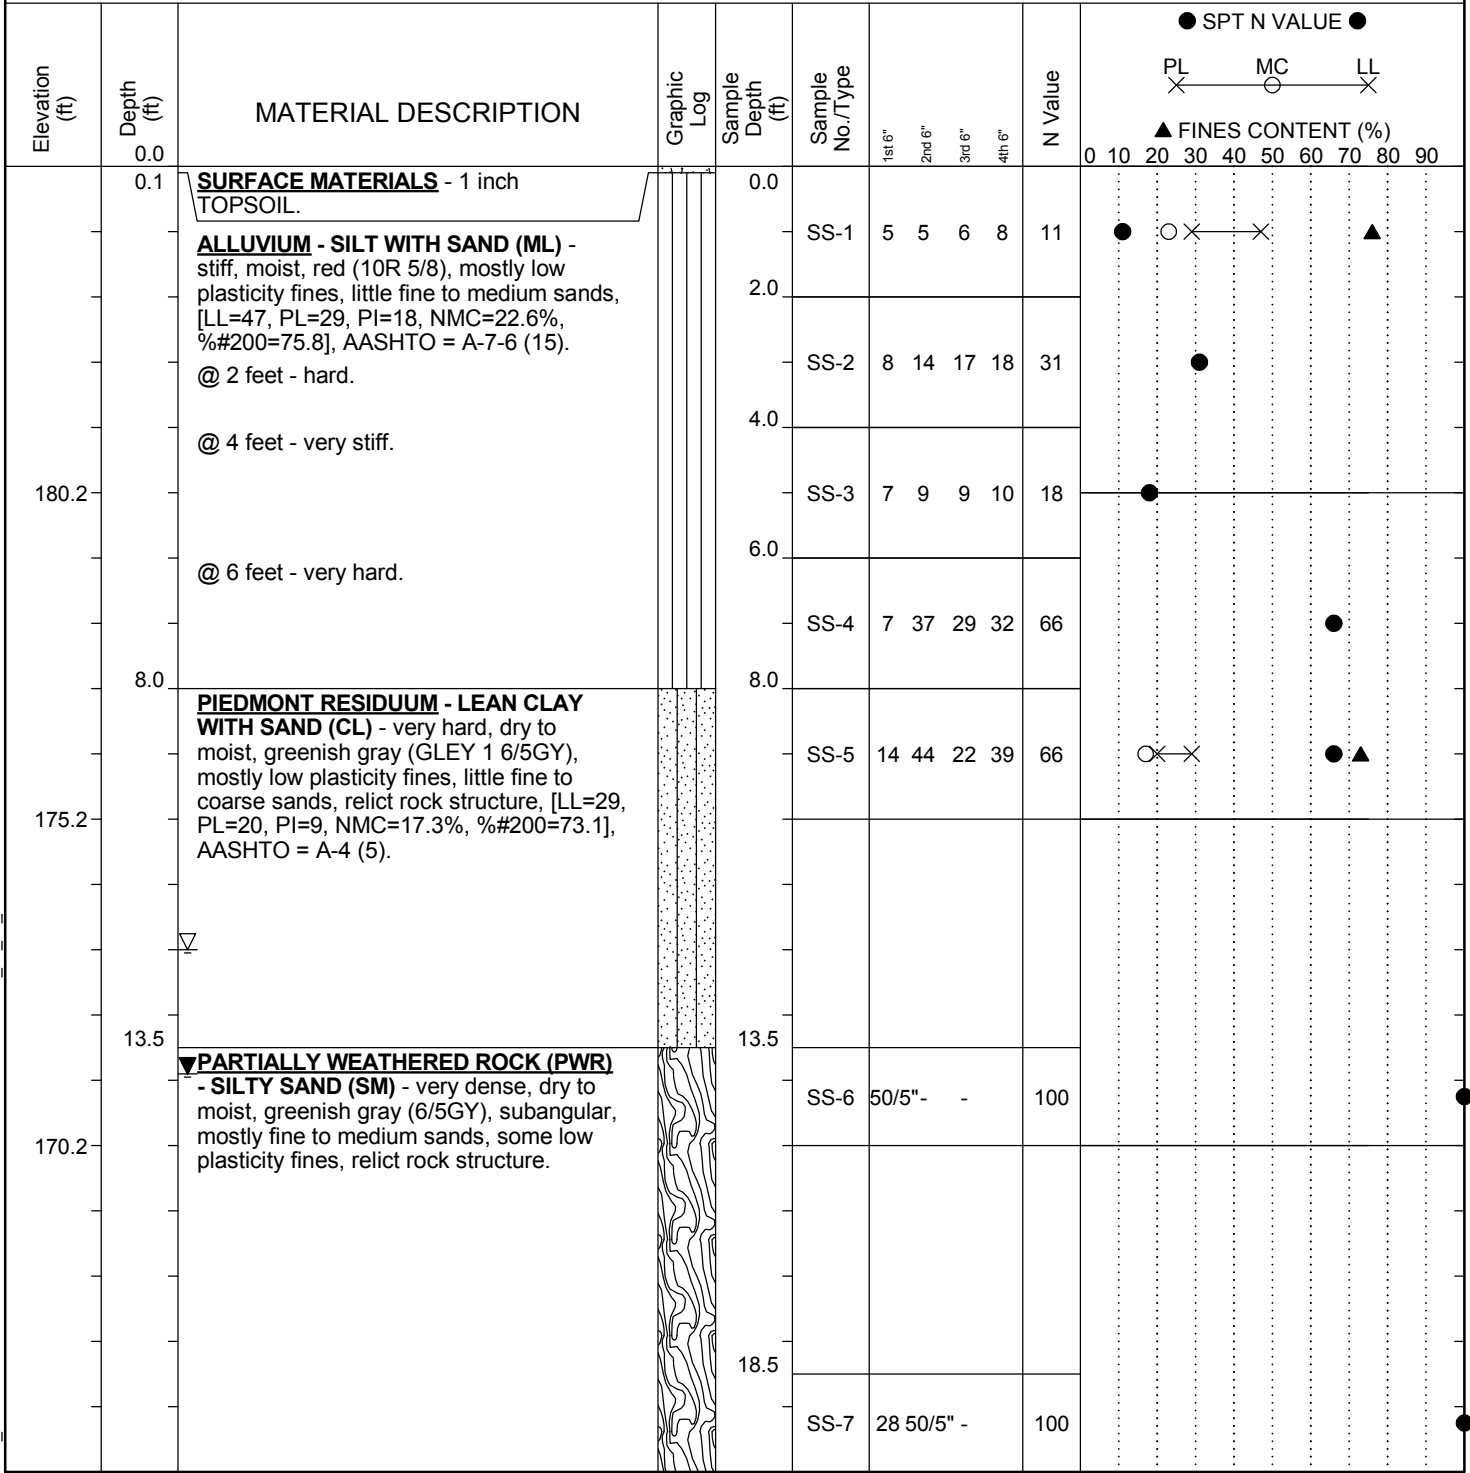 ● SPT N VALUE ●
PL MC LL
▲ FINES CONTENT (%)
0 10 20 30 40 50 60 70 80 90
Elevation
(ft)
Depth
(ft)
0.0
MATERIAL DESCRIPTION
Graphic
Log
Sample
Depth
(ft)
Sample
No./Type
1st 6"
2nd 6"
3rd 6"
4th 6"
N Value
0.1
SURFACE MATERIALS - 1 inch
TOPSOIL.
0.0
ALLUVIUM - SILT WITH SAND (ML) -
stiff, moist, red (10R 5/8), mostly low
plasticity fines, little fine to medium sands,
[LL=47, PL=29, PI=18, NMC=22.6%,
%#200=75.8], AASHTO = A-7-6 (15).
SS-1 5 5 6 8 11
2.0
@ 2 feet - hard.
SS-2 8 14 17 18 31
4.0
@ 4 feet - very stiff.
180.2
SS-3 7 9 9 10 18
6.0
@ 6 feet - very hard.
SS-4 7 37 29 32 66
8.0
8.0
PIEDMONT RESIDUUM - LEAN CLAY
WITH SAND (CL) - very hard, dry to
moist, greenish gray (GLEY 1 6/5GY),
mostly low plasticity fines, little fine to
coarse sands, relict rock structure, [LL=29,
PL=20, PI=9, NMC=17.3%, %#200=73.1],
AASHTO = A-4 (5).
SS-5 14 44 22 39 66
175.2
13.5
13.5
PARTIALLY WEATHERED ROCK (PWR)
- SILTY SAND (SM) - very dense, dry to
moist, greenish gray (6/5GY), subangular,
mostly fine to medium sands, some low
plasticity fines, relict rock structure.
SS-6 50/5"- - 100
170.2
18.5
SS-7 28 50/5" - 100